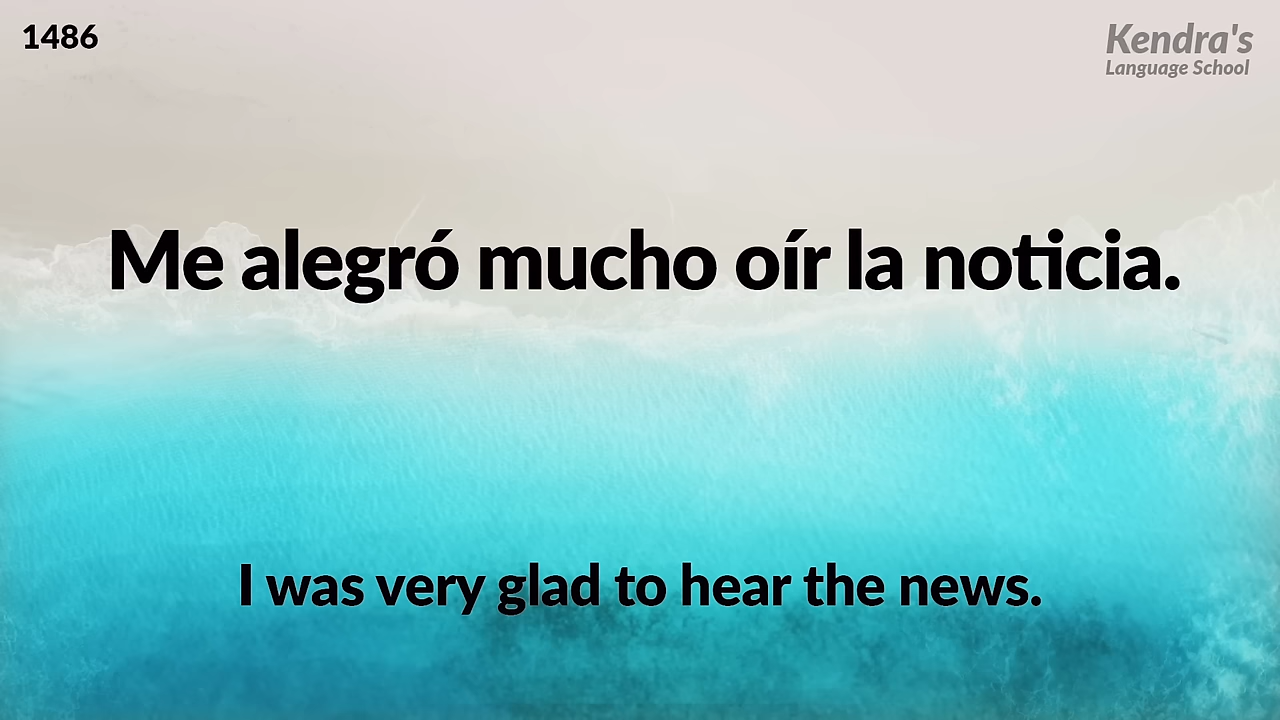 1486
Kendra's
Language School
Me alegró mucho oír la noticia.
I was very glad to hear the news.